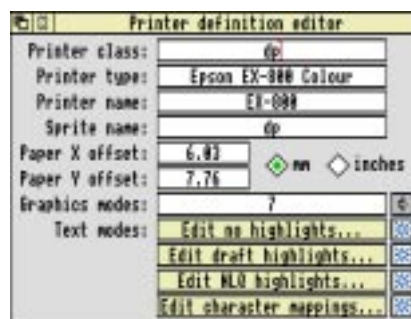 Printer definition editor
Printer class: dp
Printer type: Epson EX-800 Colour
Printer name: EX-800
Sprite name: dp
Paper X offset: 6.03
mm inches
Paper Y offset: 7.76
Graphics modes: 7
Text modes: Edit no highlights...
Edit draft highlights...
Edit NLQ highlights...
Edit character mappings...